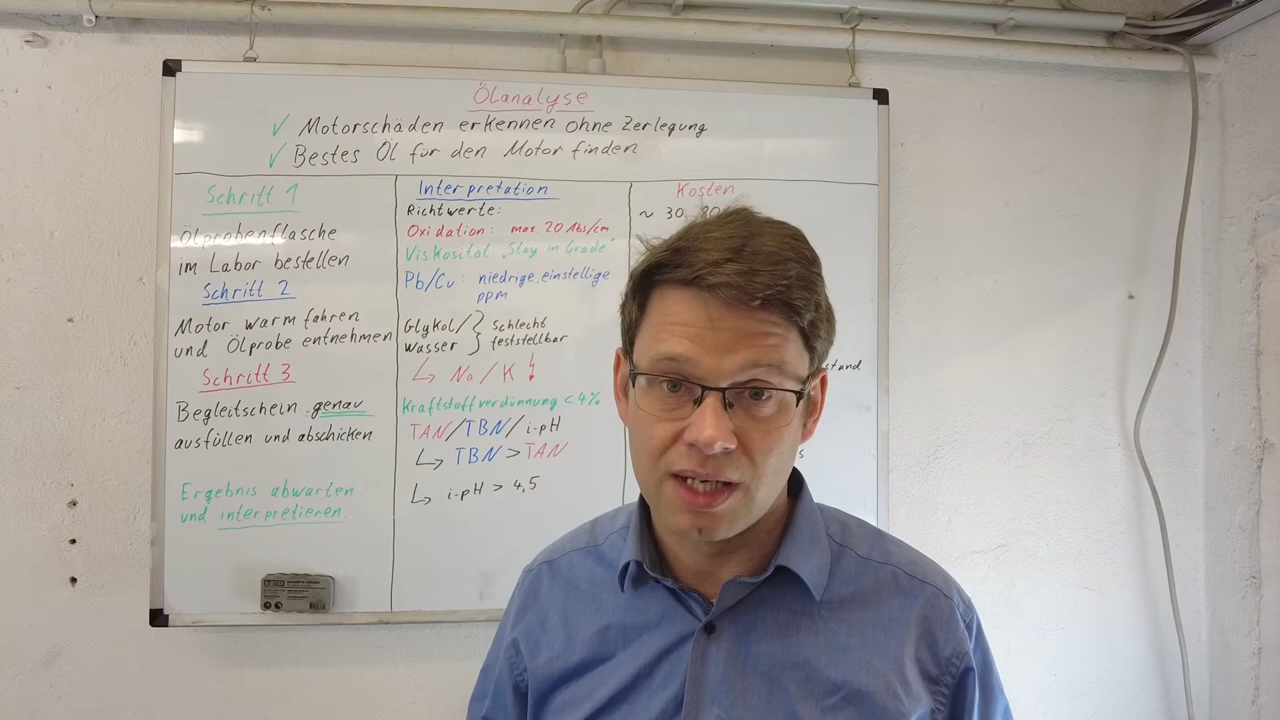 Ölanalyse
✓ Motorschäden erkennen ohne Zerlegung
✓ Bestes Öl für den Motor finden
Schritt 1
Ölprobenflasche
im Labor bestellen
Schritt 2
Motor warm fahren
und Ölprobe entnehmen
Schritt 3
Begleitschein genau
ausfüllen und abschicken
Ergebnis abwarten
und interpretieren.
Interpretation
Richtwerte:
Oxidation: max. 20 Abs/cm
Viskosität "Stay in Grade"
Pb/Cu: niedrige, einstellige
ppm
Glykol/ } schlecht
Wasser feststellbar
↳ Na/K
Kraftstoffverdünnung < 4%
TAN/TBN/i-pH
↳ TBN > TAN
↳ i-pH > 4,5
Kosten
~ 30,